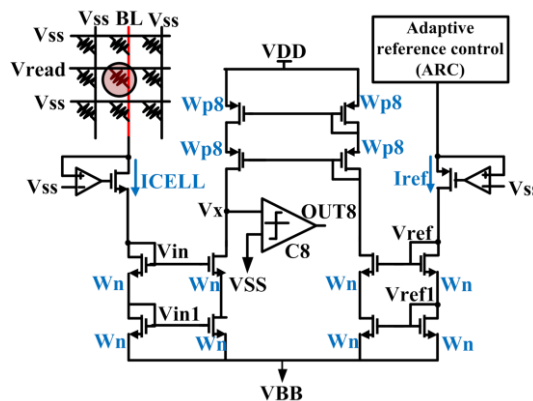 Vss BL Vss
Vss
Vread
Vss
VDD
Adaptive
reference control
(ARC)
Wp8
Wp8
Wp8
Wp8
Vss
ICELL
Iref
Vss
Vx
OUT8
C8
VSS
Vin
Vref
Wn
Wn
Wn
Wn
Vin1
Vref1
Wn
Wn
Wn
Wn
VBB